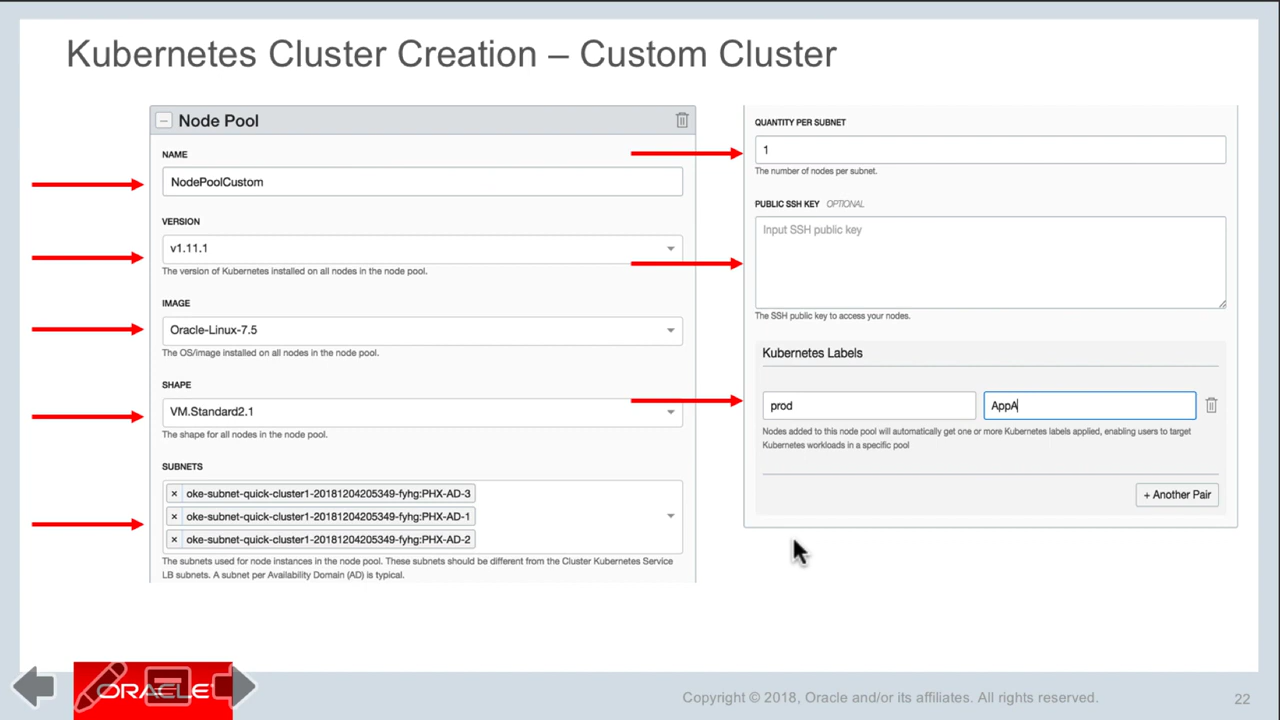 Kubernetes Cluster Creation – Custom Cluster
Node Pool
NAME
NodePoolCustom
VERSION
v1.11.1
The version of Kubernetes installed on all nodes in the node pool.
IMAGE
Oracle-Linux-7.5
The OS/image installed on all nodes in the node pool.
SHAPE
VM.Standard2.1
The shape for all nodes in the node pool.
SUBNETS
× oke-subnet-quick-cluster1-20181204205349-fyhg:PHX-AD-3
× oke-subnet-quick-cluster1-20181204205349-fyhg:PHX-AD-1
× oke-subnet-quick-cluster1-20181204205349-fyhg:PHX-AD-2
The subnets used for node instances in the node pool. These subnets should be different from the Cluster Kubernetes Service
LB subnets. A subnet per Availability Domain (AD) is typical.
QUANTITY PER SUBNET
1
The number of nodes per subnet.
PUBLIC SSH KEY OPTIONAL
Input SSH public key
The SSH public key to access your nodes.
Kubernetes Labels
prod AppA
Nodes added to this node pool will automatically get one or more Kubernetes labels applied, enabling users to target
Kubernetes workloads in a specific pool
+ Another Pair
ORACLE
Copyright © 2018, Oracle and/or its affiliates. All rights reserved. 22